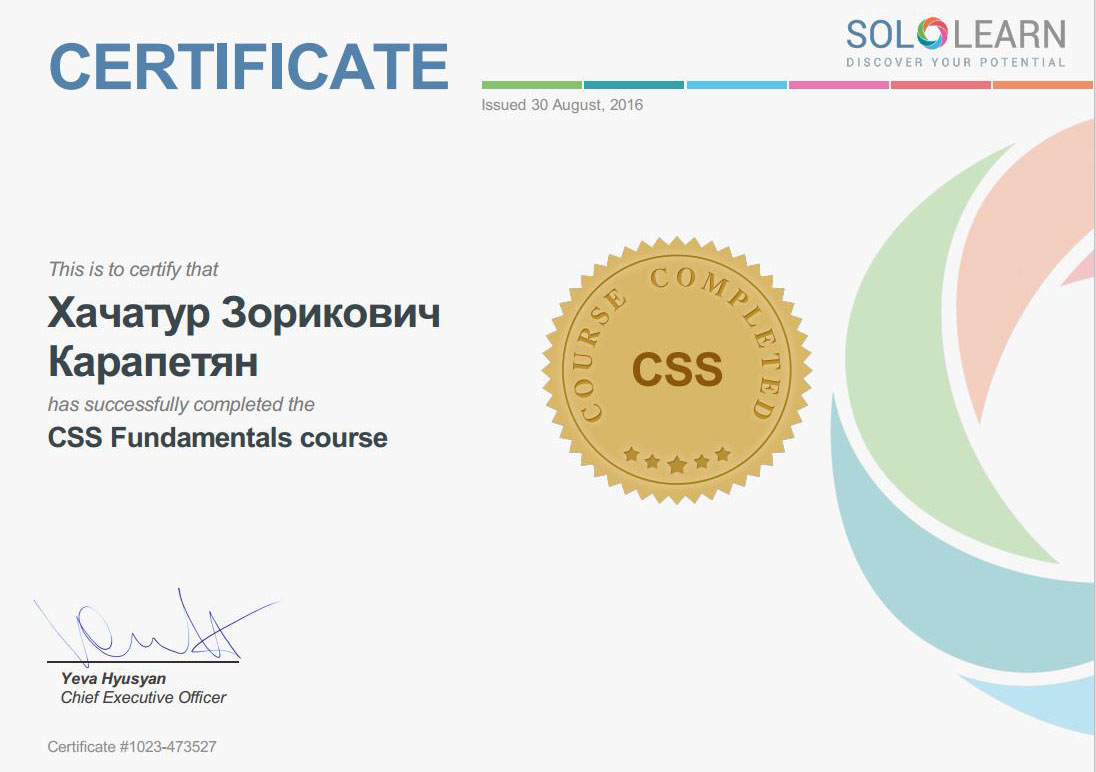 CERTIFICATE
SOLOLEARN
DISCOVER YOUR POTENTIAL
Issued 30 August, 2016
This is to certify that
Хачатур Зорикович
Карапетян
has successfully completed the
CSS Fundamentals course
COURSE COMPLETED
CSS
Yeva Hyusyan
Chief Executive Officer
Certificate #1023-473527